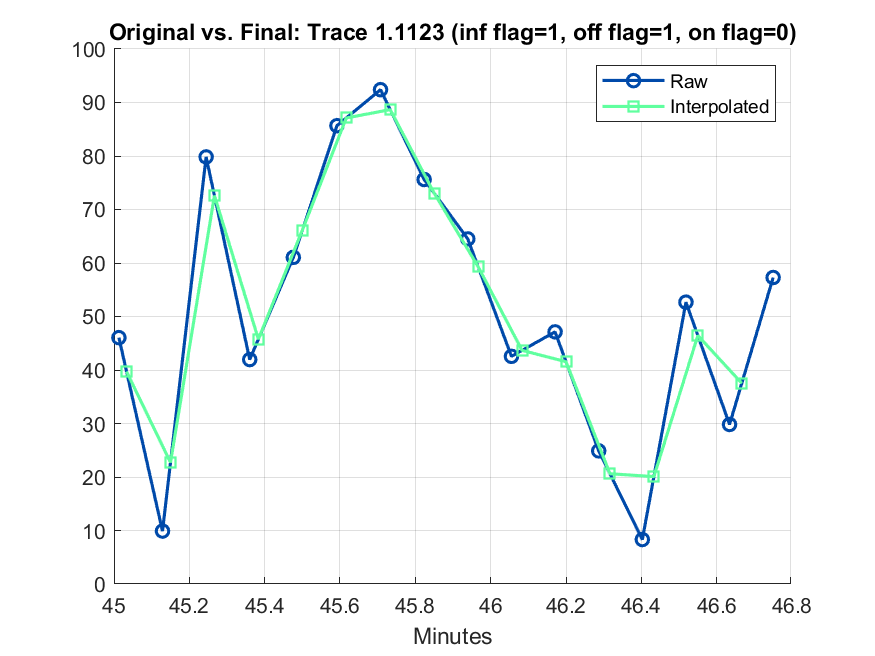 Original vs. Final: Trace 1.1123 (inf flag=1, off flag=1, on flag=0)
100
90
80
70
60
50
40
30
20
10
0
Raw
Interpolated
45 45.2 45.4 45.6 45.8 46 46.2 46.4 46.6 46.8
Minutes